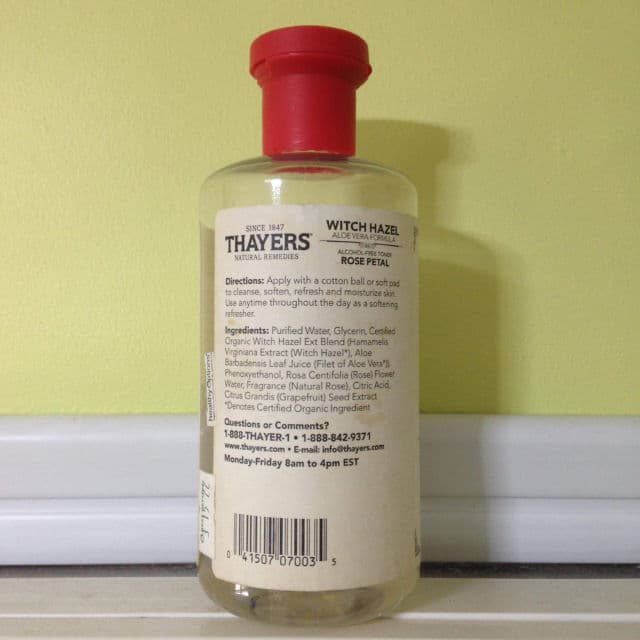 SINCE 1847
THAYERS
NATURAL REMEDIES
WITCH HAZEL
ALOE VERA FORMULA
ALCOHOL-FREE TONER
ROSE PETAL
Directions: Apply with a cotton ball or soft pad
to cleanse, soften, refresh and moisturize skin.
Use anytime throughout the day as a softening
refresher.
Ingredients: Purified Water, Glycerin, Certified
Organic Witch Hazel Ext Blend (Hamamelis
Virginiana Extract (Witch Hazel*), Aloe
Barbadensis Leaf Juice (Filet of Aloe Vera*)),
Phenoxyethanol, Rosa Centifolia (Rose) Flower
Water, Fragrance (Natural Rose), Citric Acid,
Citrus Grandis (Grapefruit) Seed Extract
*Denotes Certified Organic Ingredient
Questions or Comments?
1-888-THAYER-1 • 1-888-842-9371
www.thayers.com • E-mail: info@thayers.com
Monday-Friday 8am to 4pm EST
0 41507 07003 5